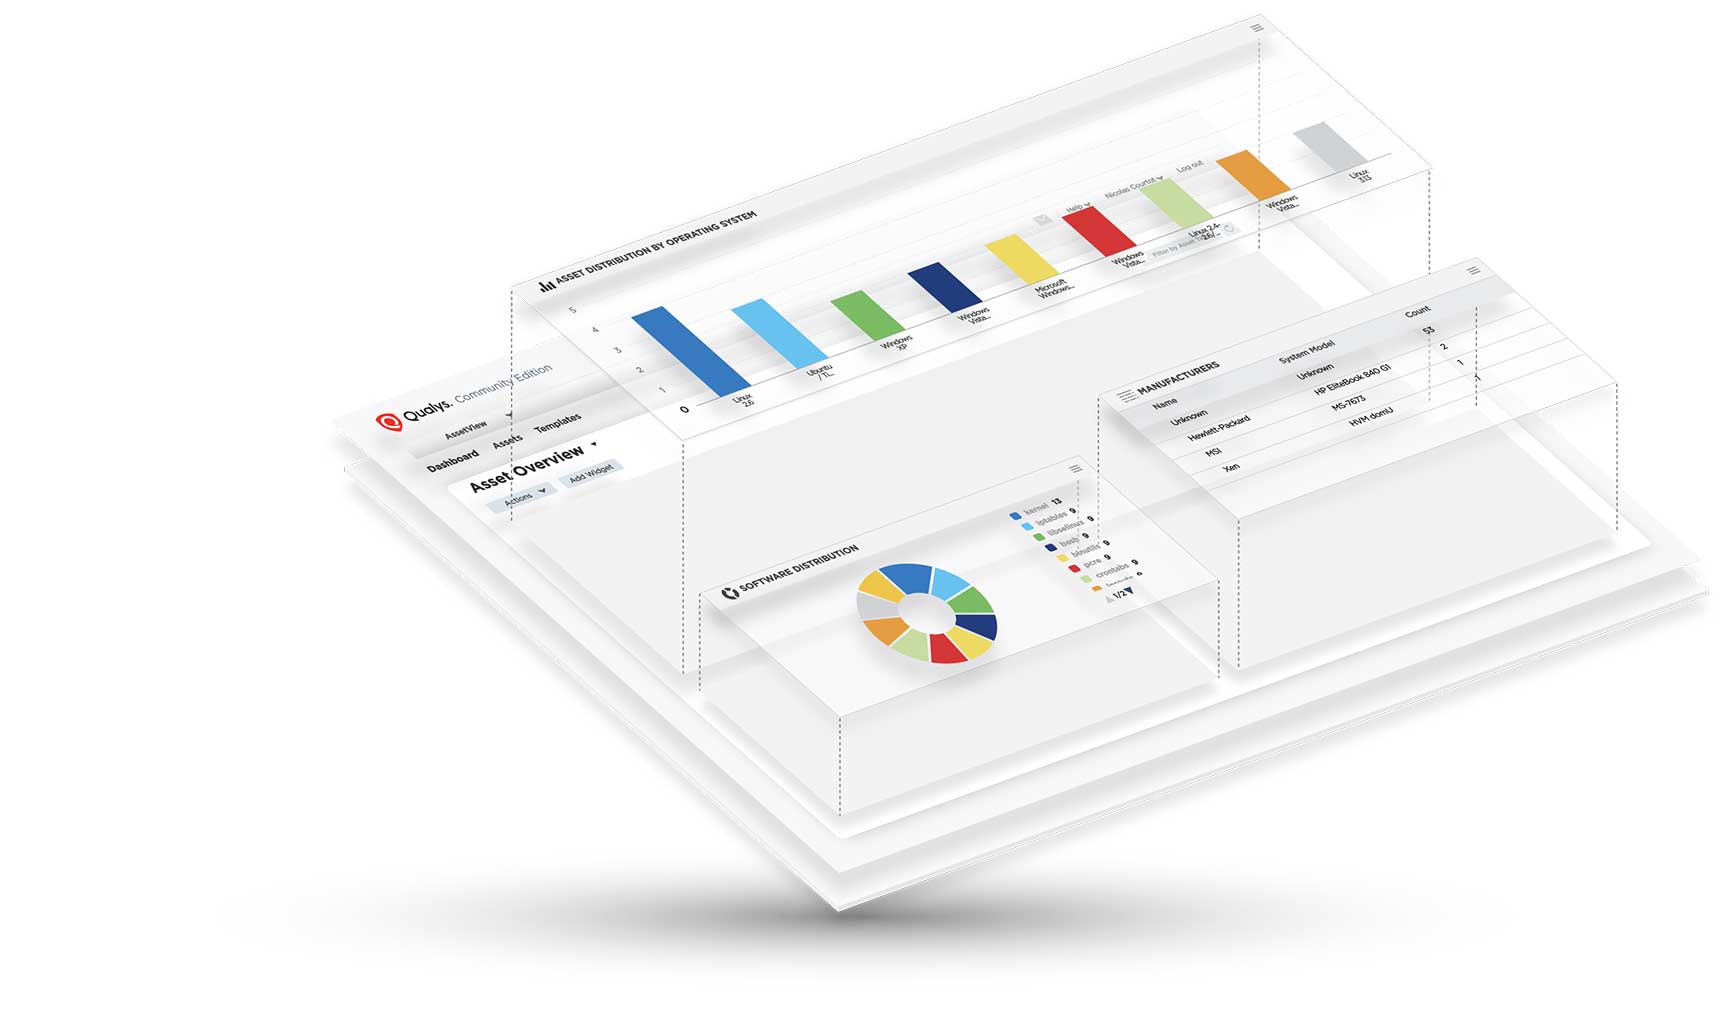 ASSET DISTRIBUTION BY OPERATING SYSTEM
5
4
3
2
1
0
Linux
2.6
Ubuntu
/ TL...
Windows
XP
Windows
Vista...
Microsoft
Windows...
Windows
Vista...
Linux 2.4-
2.6/ ...
Windows
Vista...
Linux
3.13
Help
Nicolas Courtot
Log out
Filter by Asset
Qualys. Community Edition
AssetView
Dashboard Assets Templates
Asset Overview
Actions Add Widget
MANUFACTURERS
Name System Model Count
Unknown Unknown 53
Hewlett-Packard HP EliteBook 840 G1 2
MSI MS-7673 1
Xen HVM domU 1
SOFTWARE DISTRIBUTION
kernel 13
iptables 9
libselinux 9
bash 9
binutils 9
pcre 9
crontabs 9
1/2